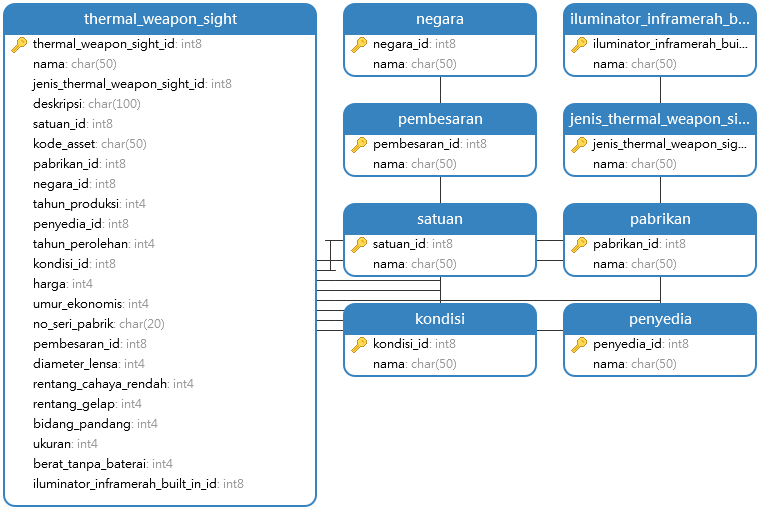 thermal_weapon_sight
thermal_weapon_sight_id: int8
nama: char(50)
jenis_thermal_weapon_sight_id: int8
deskripsi: char(100)
satuan_id: int8
kode_asset: char(50)
pabrikan_id: int8
negara_id: int8
tahun_produksi: int4
penyedia_id: int8
tahun_perolehan: int4
kondisi_id: int8
harga: int4
umur_ekonomis: int4
no_seri_pabrik: char(20)
pembesaran_id: int8
diameter_lensa: int4
rentang_cahaya_rendah: int4
rentang_gelap: int4
bidang_pandang: int4
ukuran: int4
berat_tanpa_baterai: int4
iluminator_inframerah_built_in_id: int8
negara
negara_id: int8
nama: char(50)
iluminator_inframerah_b...
iluminator_inframerah_bui...
nama: char(50)
pembesaran
pembesaran_id: int8
nama: char(50)
jenis_thermal_weapon_si...
jenis_thermal_weapon_sig...
nama: char(50)
satuan
satuan_id: int8
nama: char(50)
pabrikan
pabrikan_id: int8
nama: char(50)
kondisi
kondisi_id: int8
nama: char(50)
penyedia
penyedia_id: int8
nama: char(50)